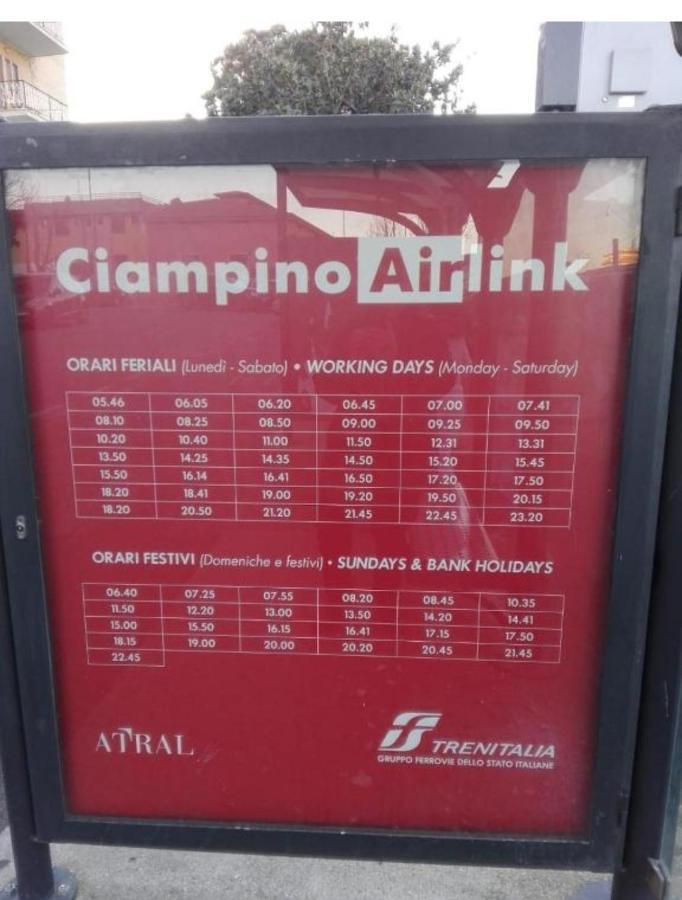 Ciampino Airlink
ORARI FERIALI (Lunedì - Sabato) • WORKING DAYS (Monday - Saturday)
05.46 06.05 06.20 06.45 07.00 07.41
08.10 08.25 08.50 09.00 09.25 09.50
10.20 10.40 11.00 11.50 12.31 13.31
13.50 14.25 14.35 14.50 15.20 15.45
15.50 16.14 16.41 16.50 17.20 17.50
18.20 18.41 19.00 19.20 19.50 20.15
18.20 20.50 21.20 21.45 22.45 23.20
ORARI FESTIVI (Domeniche e festivi) • SUNDAYS & BANK HOLIDAYS
06.40 07.25 07.55 08.20 08.45 10.35
11.50 12.20 13.00 13.50 14.20 14.41
15.00 15.50 16.15 16.41 17.15 17.50
18.15 19.00 20.00 20.20 20.45 21.45
22.45
ATRAL
FS TRENITALIA
GRUPPO FERROVIE DELLO STATO ITALIANE